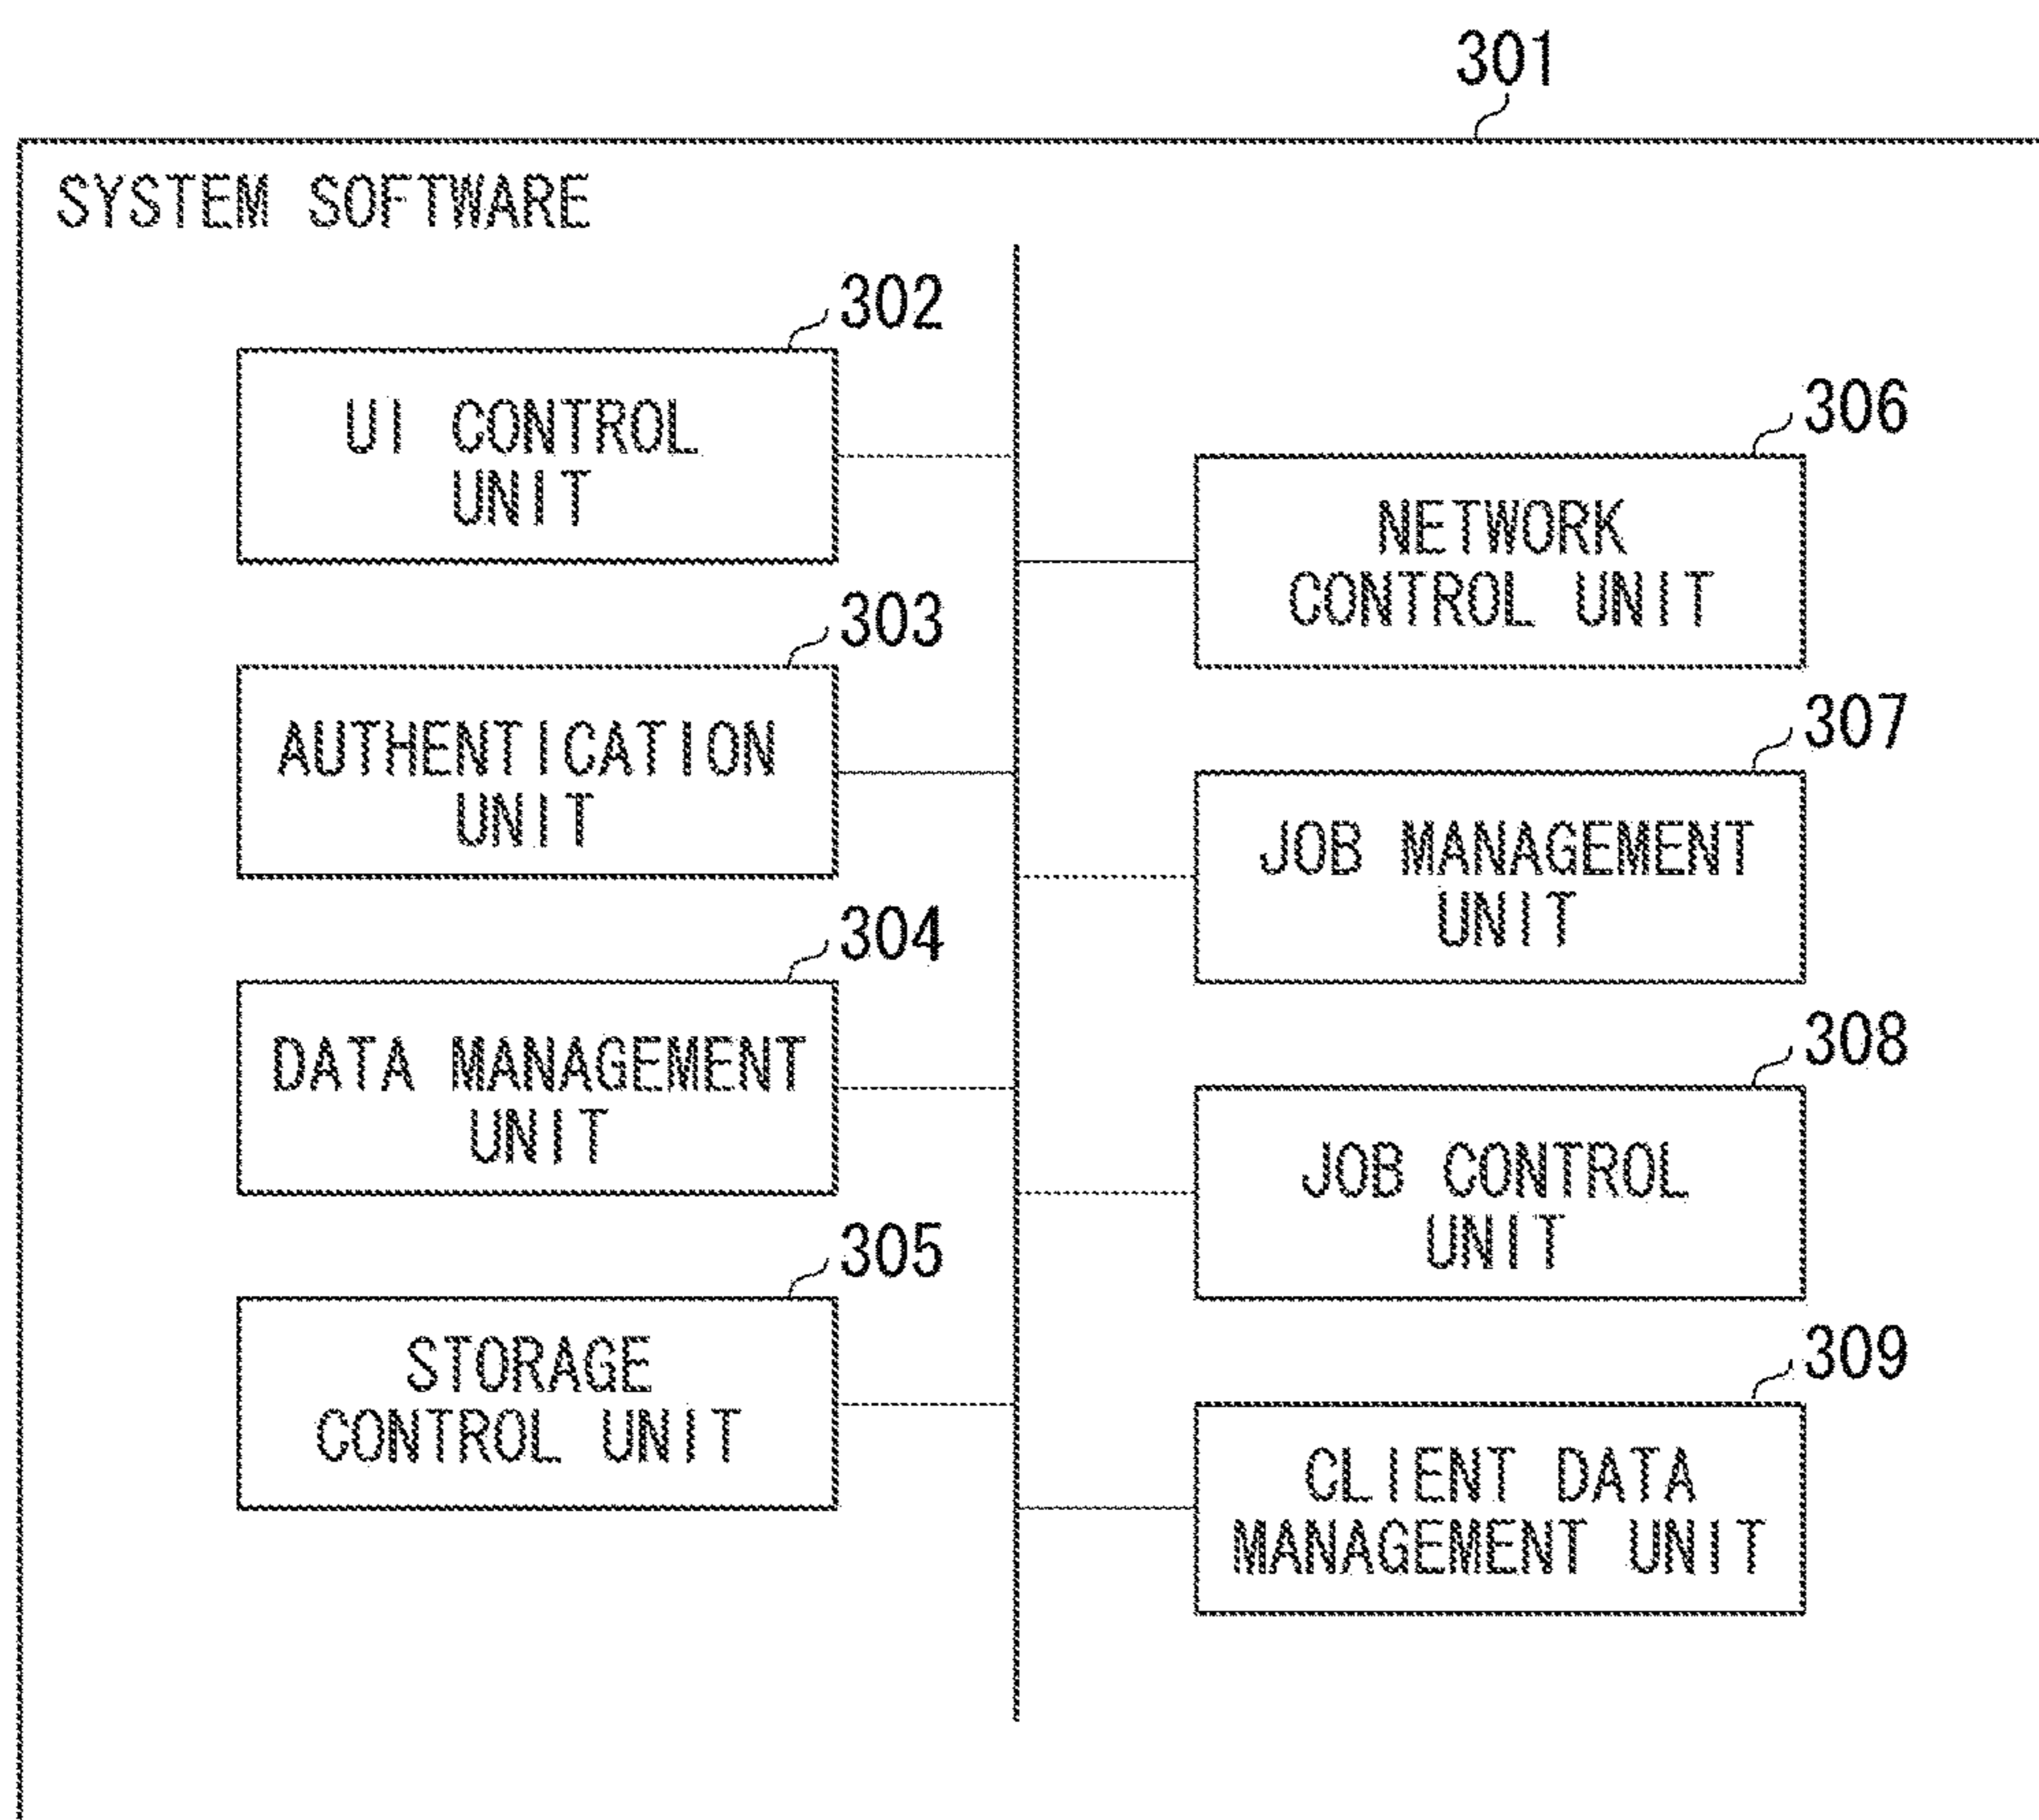 301
SYSTEM SOFTWARE
302
UI CONTROL
UNIT
303
AUTHENTICATION
UNIT
304
DATA MANAGEMENT
UNIT
305
STORAGE
CONTROL UNIT
306
NETWORK
CONTROL UNIT
307
JOB MANAGEMENT
UNIT
308
JOB CONTROL
UNIT
309
CLIENT DATA
MANAGEMENT UNIT